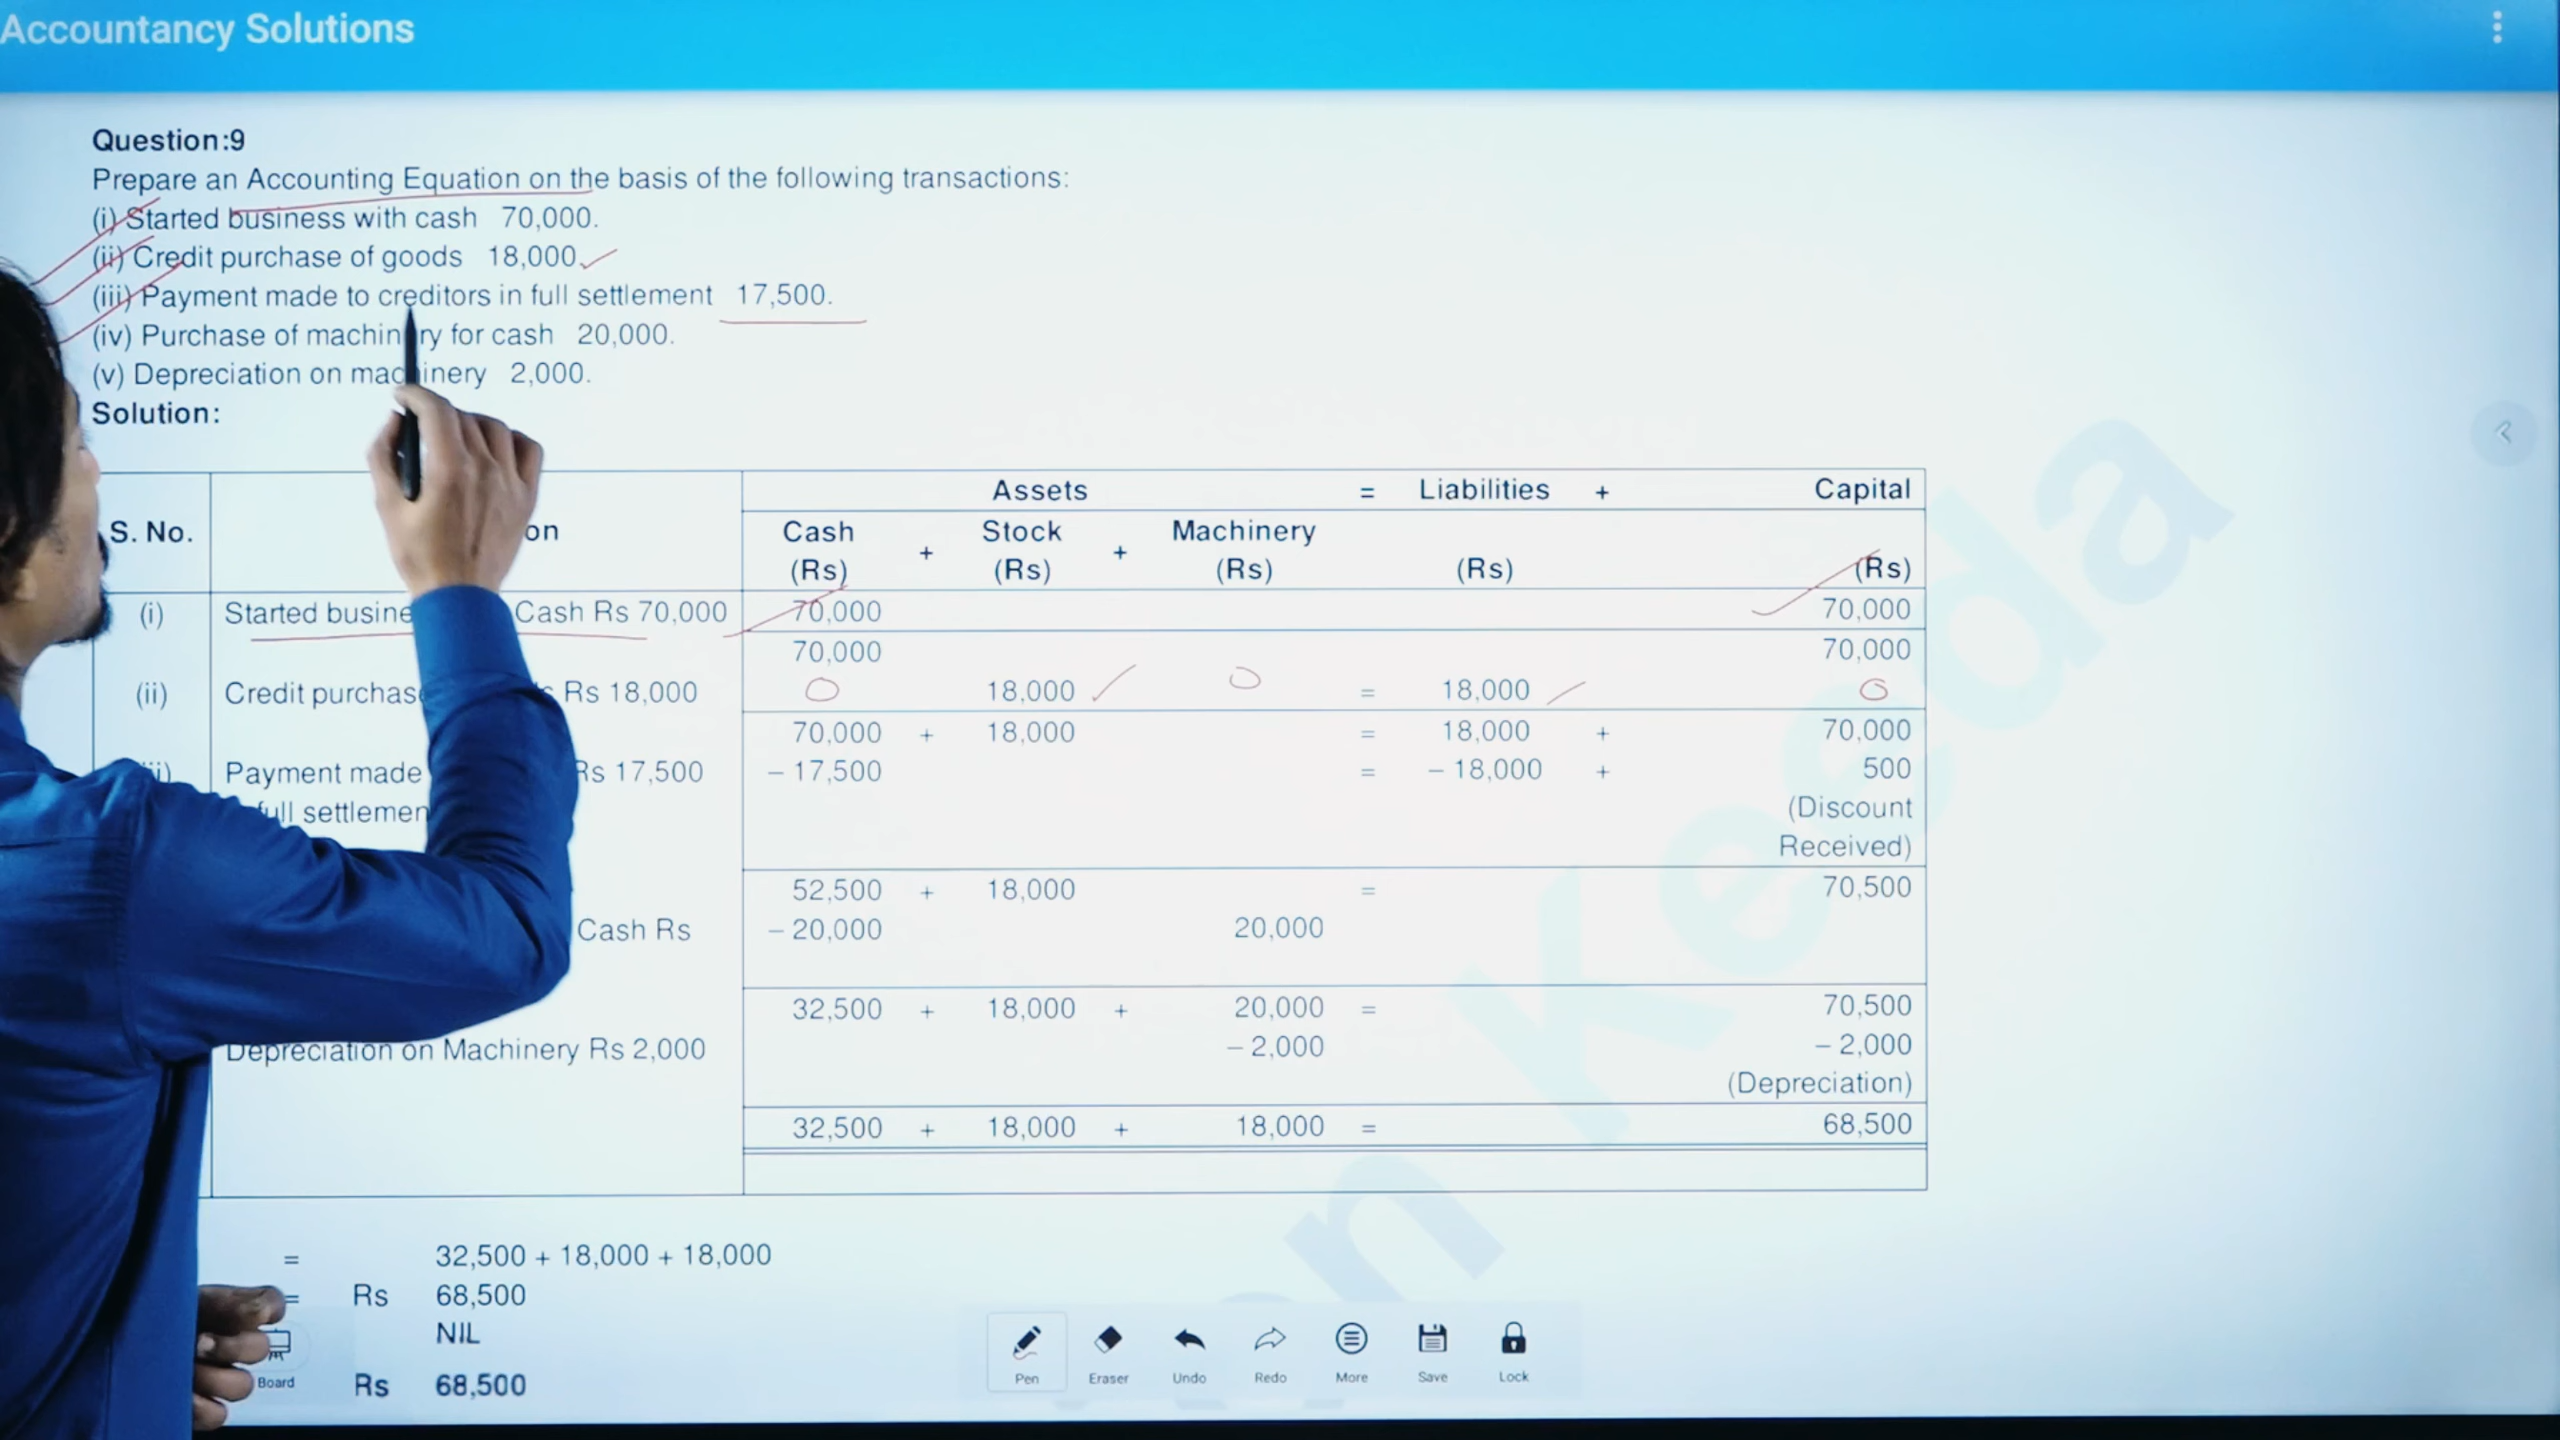 Accountancy Solutions
Question:9
Prepare an Accounting Equation on the basis of the following transactions:
(i) Started business with cash 70,000.
(ii) Credit purchase of goods 18,000.
(iii) Payment made to creditors in full settlement 17,500.
(iv) Purchase of machinery for cash 20,000.
(v) Depreciation on machinery 2,000.
Solution:
Assets = Liabilities + Capital
S. No. on Cash + Stock + Machinery
(Rs) (Rs) (Rs) (Rs) (Rs)
(i) Started busine Cash Rs 70,000 70,000 70,000
70,000 70,000
(ii) Credit purchase Rs 18,000 0 18,000 0 = 18,000 0
70,000 + 18,000 = 18,000 + 70,000
Payment made Rs 17,500 – 17,500 = – 18,000 + 500
full settlemen (Discount
Received)
52,500 + 18,000 = 70,500
Cash Rs – 20,000 20,000
32,500 + 18,000 + 20,000 = 70,500
Depreciation on Machinery Rs 2,000 – 2,000 – 2,000
(Depreciation)
32,500 + 18,000 + 18,000 = 68,500
= 32,500 + 18,000 + 18,000
= Rs 68,500
NIL
Rs 68,500
Board Pen Eraser Undo Redo More Save Lock
Keeda